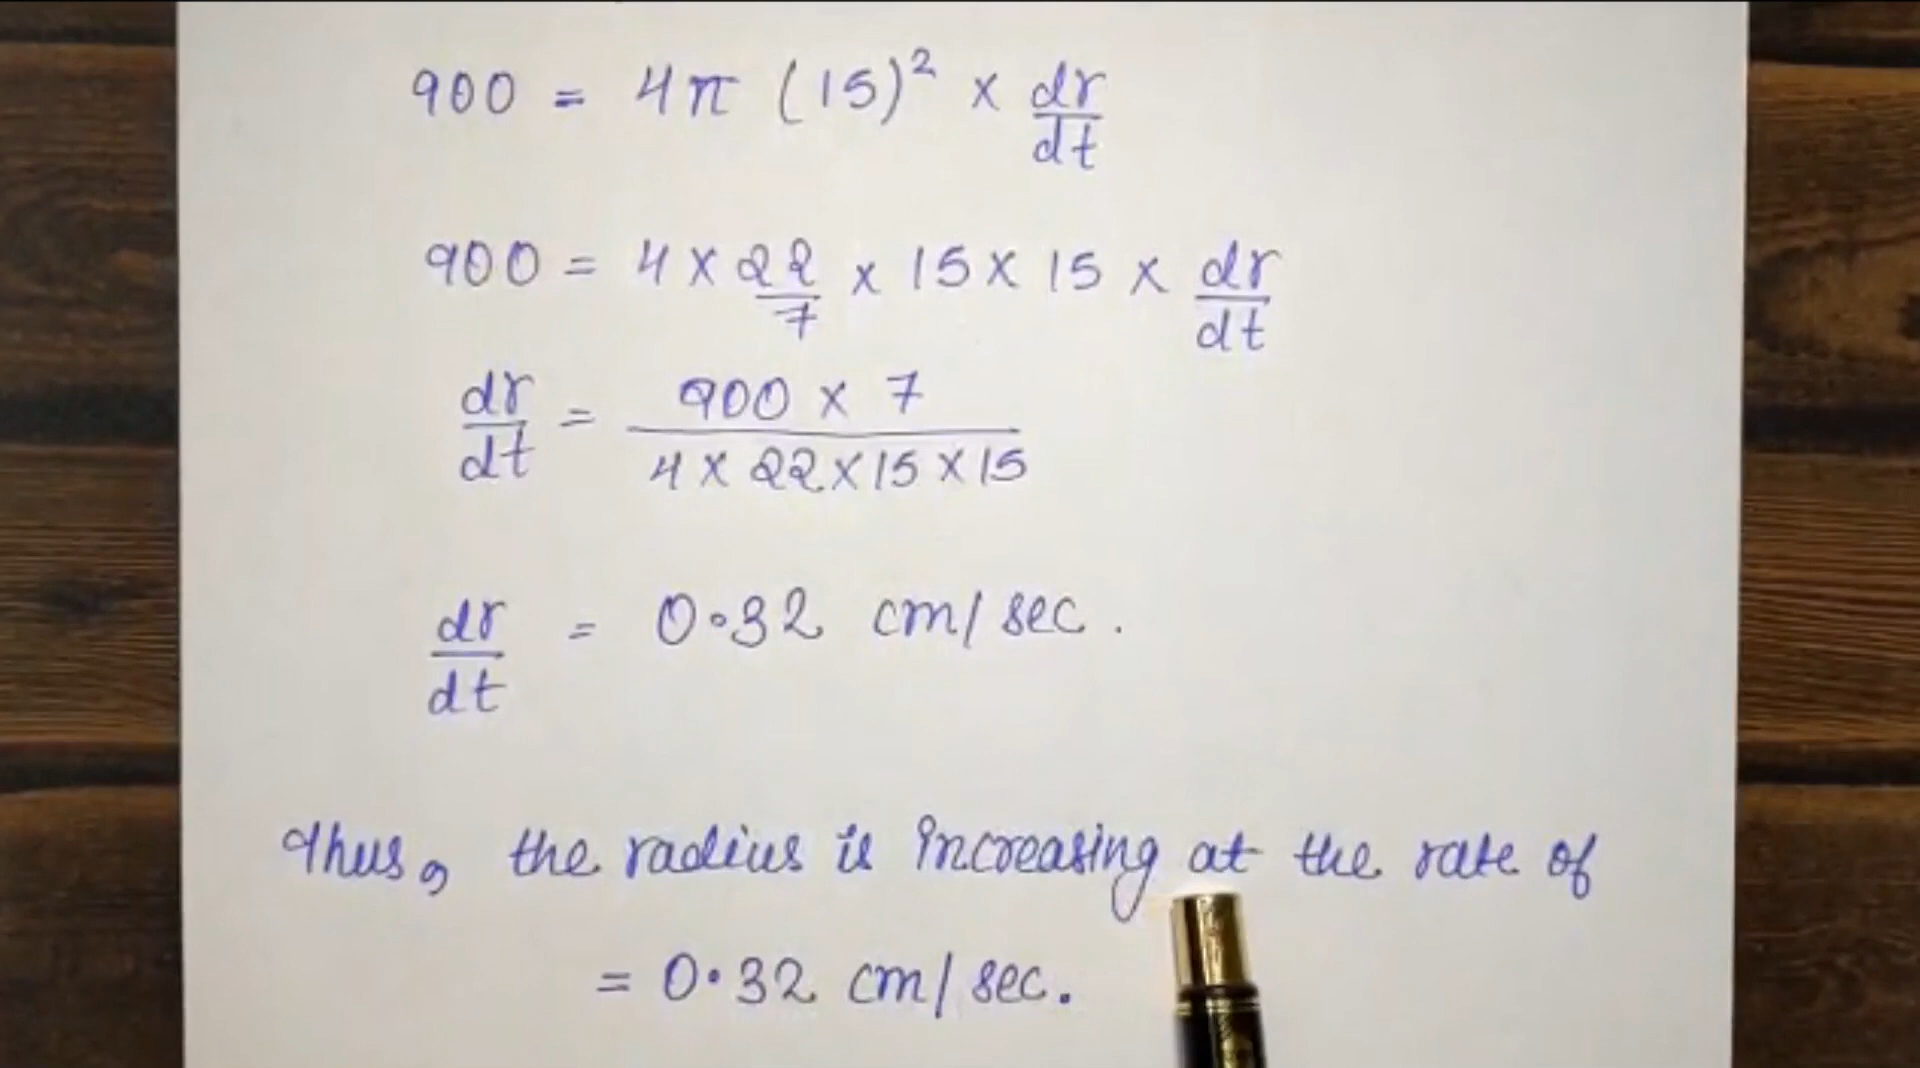 900 = 4π (15)² × dr/dt
900 = 4 × 22/7 × 15 × 15 × dr/dt
dr/dt = 900 × 7 / 4 × 22 × 15 × 15
dr/dt = 0.32 cm/sec.
Thus, the radius is increasing at the rate of
= 0.32 cm/sec.